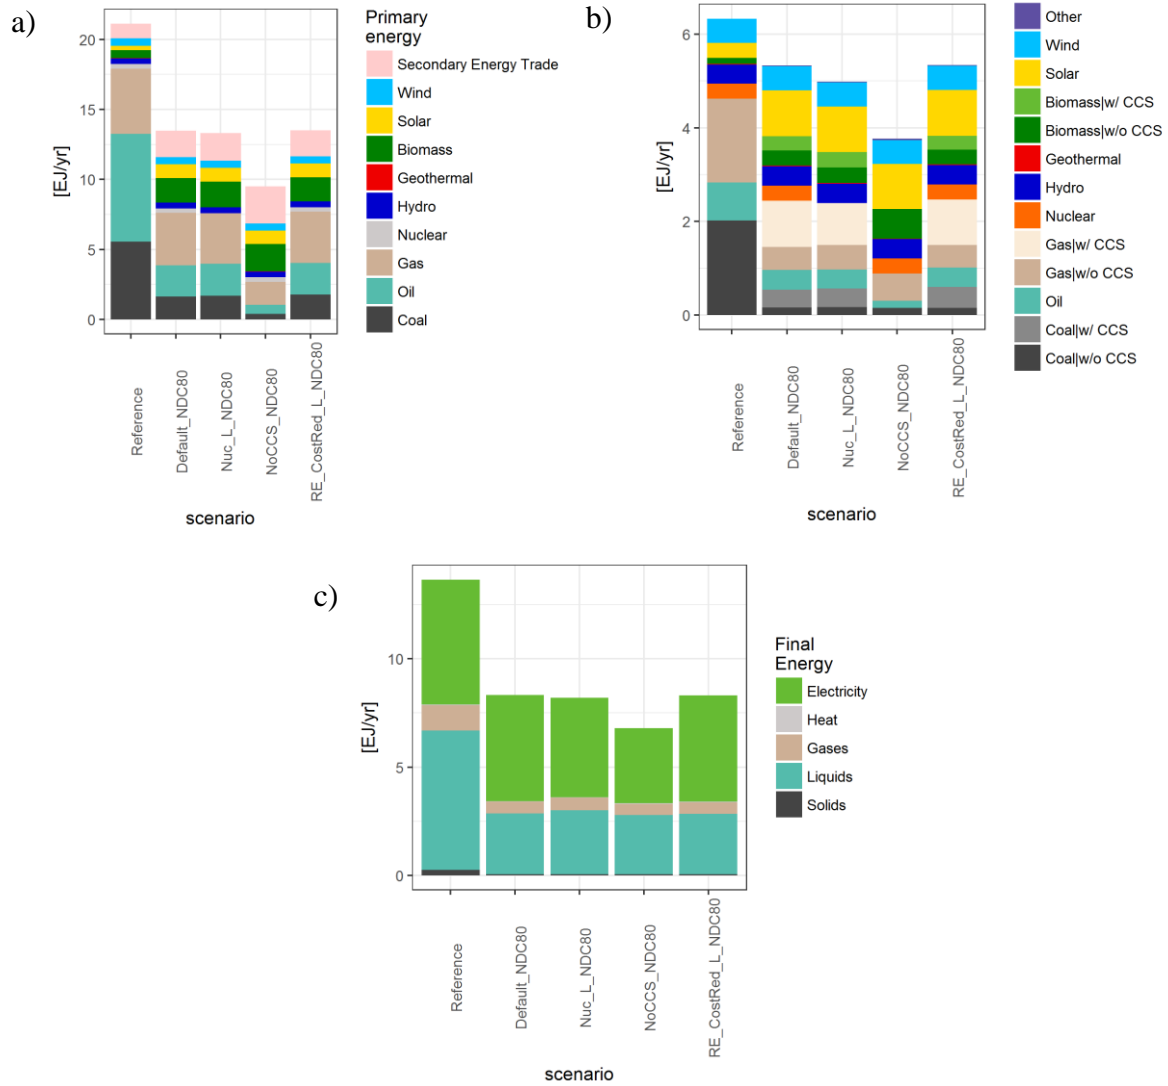 a)
Primary
energy
Secondary Energy Trade
Wind
Solar
Biomass
Geothermal
Hydro
Nuclear
Gas
Oil
Coal
[EJ/yr]
20
15
10
5
0
Reference
Default_NDC80
Nuc_L_NDC80
NoCCS_NDC80
RE_CostRed_L_NDC80
scenario
b)
Other
Wind
Solar
Biomass|w/ CCS
Biomass|w/o CCS
Geothermal
Hydro
Nuclear
Gas|w/ CCS
Gas|w/o CCS
Oil
Coal|w/ CCS
Coal|w/o CCS
[EJ/yr]
6
4
2
0
Reference
Default_NDC80
Nuc_L_NDC80
NoCCS_NDC80
RE_CostRed_L_NDC80
scenario
c)
Final
Energy
Electricity
Heat
Gases
Liquids
Solids
[EJ/yr]
10
5
0
Reference
Default_NDC80
Nuc_L_NDC80
NoCCS_NDC80
RE_CostRed_L_NDC80
scenario